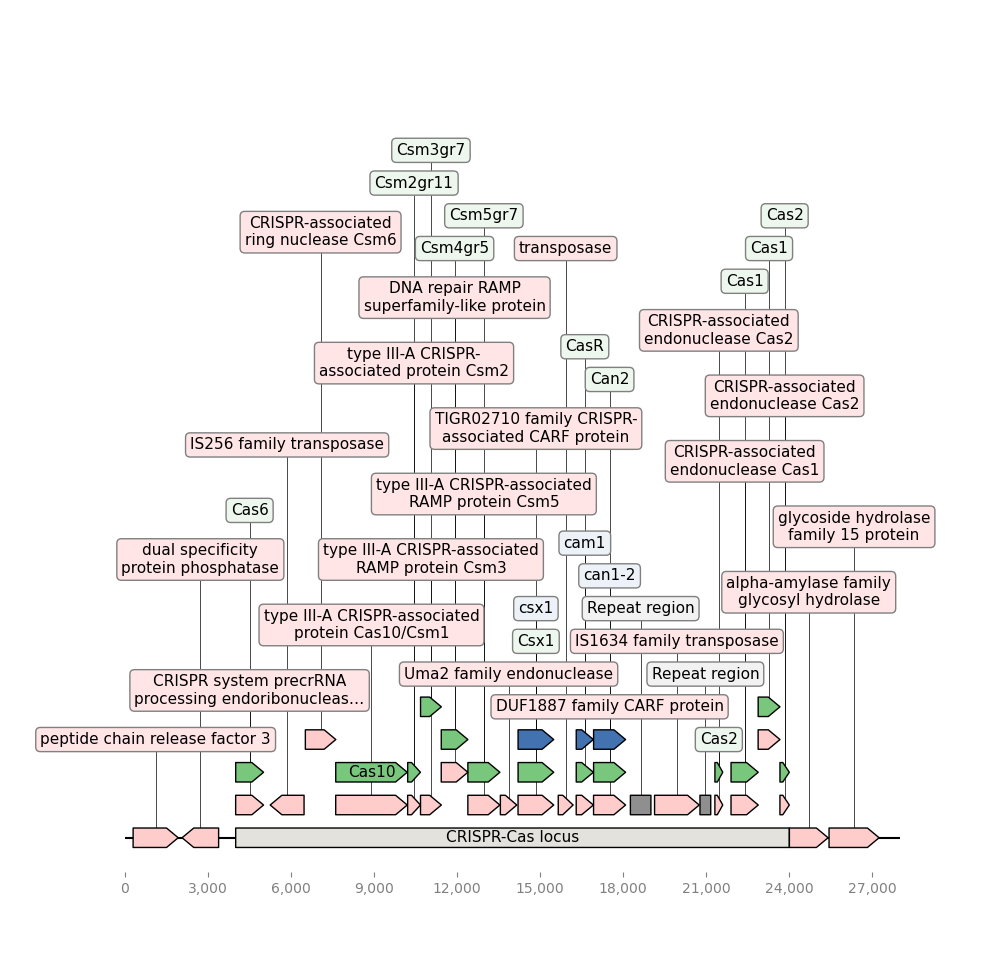 Csm3gr7
Csm2gr11
Csm5gr7
Cas2
CRISPR-associated
ring nuclease Csm6
Csm4gr5
transposase
Cas1
Cas1
DNA repair RAMP
superfamily-like protein
CRISPR-associated
endonuclease Cas2
CasR
type III-A CRISPR-
associated protein Csm2
Can2
CRISPR-associated
endonuclease Cas2
TIGR02710 family CRISPR-
associated CARF protein
IS256 family transposase
CRISPR-associated
endonuclease Cas1
type III-A CRISPR-associated
RAMP protein Csm5
Cas6
glycoside hydrolase
family 15 protein
cam1
dual specificity
protein phosphatase
type III-A CRISPR-associated
RAMP protein Csm3
can1-2
alpha-amylase family
glycosyl hydrolase
csx1
Repeat region
type III-A CRISPR-associated
protein Cas10/Csm1
Csx1
IS1634 family transposase
Uma2 family endonuclease
Repeat region
CRISPR system precrRNA
processing endoribonucleas…
DUF1887 family CARF protein
peptide chain release factor 3
Cas2
Cas10
CRISPR-Cas locus
0
3,000
6,000
9,000
12,000
15,000
18,000
21,000
24,000
27,000